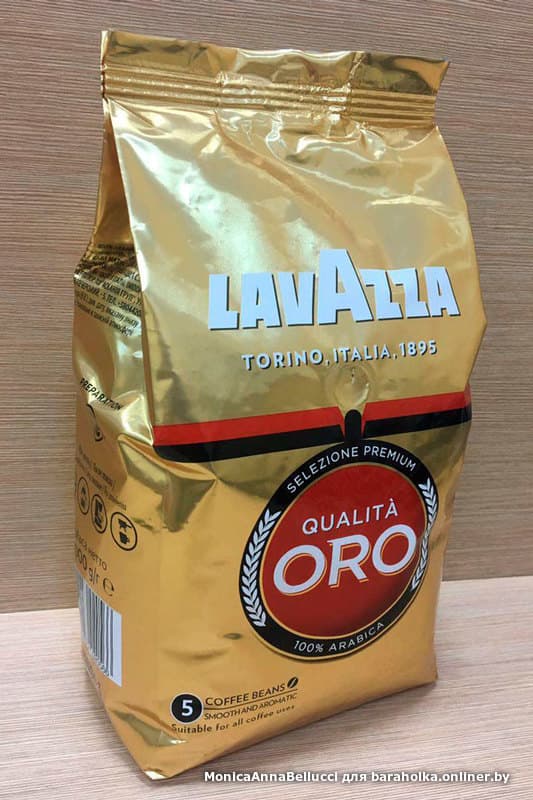 LAVAZZA
TORINO, ITALIA, 1895
SELEZIONE PREMIUM
QUALITÀ
ORO
100% ARABICA
5 COFFEE BEANS
SMOOTH AND AROMATIC
Suitable for all coffee uses
PREPARATION
НЕТТО
g/г e
MonicaAnnaBellucci для baraholka.onliner.by